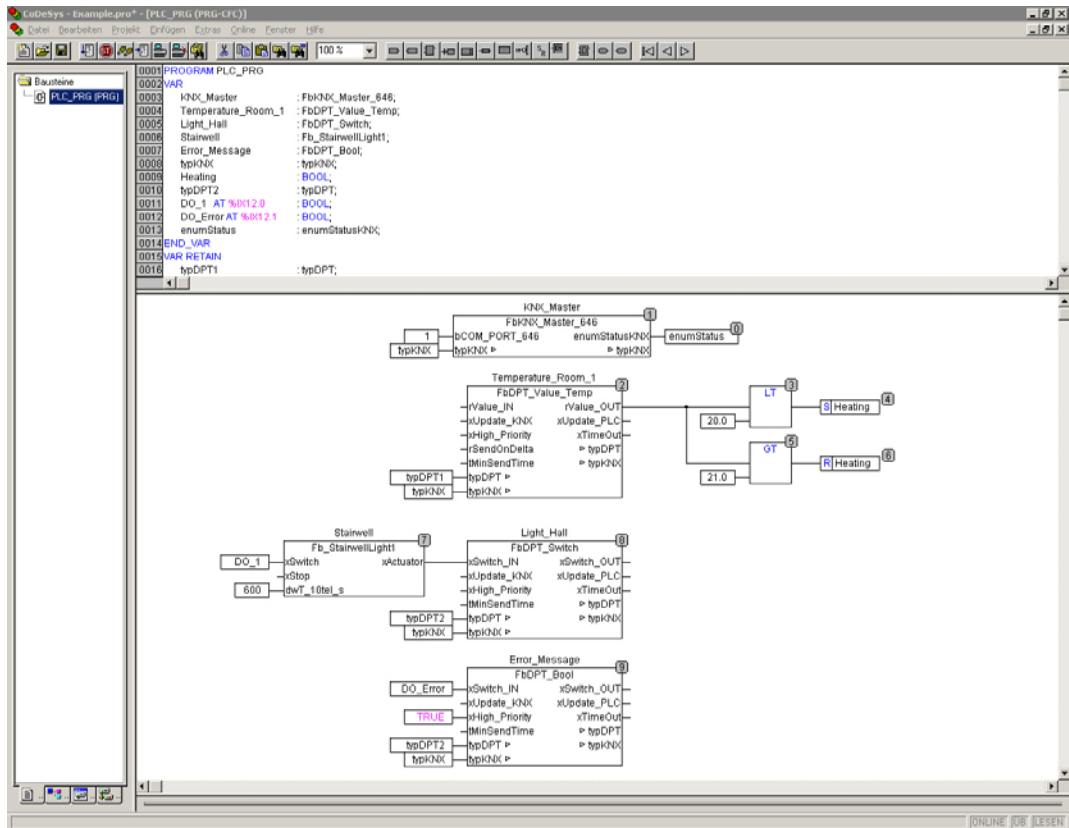 CoDeSys - Example.pro* - [PLC_PRG (PRG-CFC)]
Datei Bearbeiten Projekt Einfügen Extras Online Fenster Hilfe
100 %
Bausteine
PLC_PRG (PRG)
0001 PROGRAM PLC_PRG
0002 VAR
0003 KNX_Master : FbKNX_Master_646;
0004 Temperature_Room_1 : FbDPT_Value_Temp;
0005 Light_Hall : FbDPT_Switch;
0006 Stairwell : Fb_StairwellLight1;
0007 Error_Message : FbDPT_Bool;
0008 typKNX : typKNX;
0009 Heating : BOOL;
0010 typDPT2 : typDPT;
0011 DO_1 AT %IX12.0 : BOOL;
0012 DO_Error AT %IX12.1 : BOOL;
0013 enumStatus : enumStatusKNX;
0014 END_VAR
0015 VAR RETAIN
0016 typDPT1 : typDPT;
KNX_Master
FbKNX_Master_646 1
1 bCOM_PORT_646 enumStatusKNX enumStatus 0
typKNX typKNX typKNX
Temperature_Room_1
FbDPT_Value_Temp 2
rValue_IN rValue_OUT
xUpdate_KNX xUpdate_PLC
xHigh_Priority xTimeOut
rSendOnDelta typDPT
tMinSendTime typKNX
typDPT1 typDPT
typKNX typKNX
LT 3
20.0
S Heating 4
GT 5
21.0
R Heating 6
Stairwell
Fb_StairwellLight1 7
DO_1 xSwitch xActuator
xStop
600 dwT_10tel_s
Light_Hall
FbDPT_Switch 8
xSwitch_IN xSwitch_OUT
xUpdate_KNX xUpdate_PLC
xHigh_Priority xTimeOut
tMinSendTime typDPT
typDPT2 typDPT typKNX
typKNX typKNX
Error_Message
FbDPT_Bool 9
DO_Error xSwitch_IN xSwitch_OUT
xUpdate_KNX xUpdate_PLC
TRUE xHigh_Priority xTimeOut
tMinSendTime typDPT
typDPT2 typDPT typKNX
typKNX typKNX
ONLINE ÜB LESEN